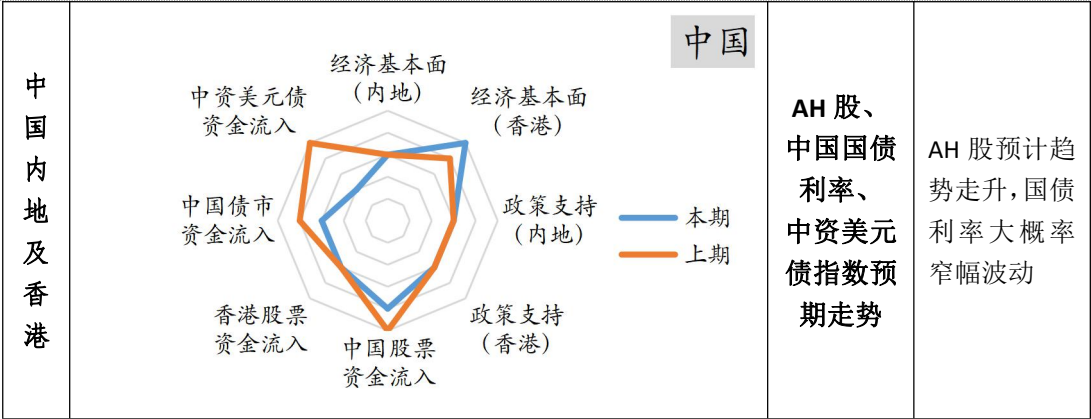 中
国
内
地
及
香
港
中国
经济基本面
（内地）
经济基本面
（香港）
政策支持
（内地）
政策支持
（香港）
中国股票
资金流入
香港股票
资金流入
中国债市
资金流入
中资美元债
资金流入
本期
上期
AH 股、
中国国债
利率、
中资美元
债指数预
期走势
AH 股预计趋
势走升，国债
利率大概率
窄幅波动